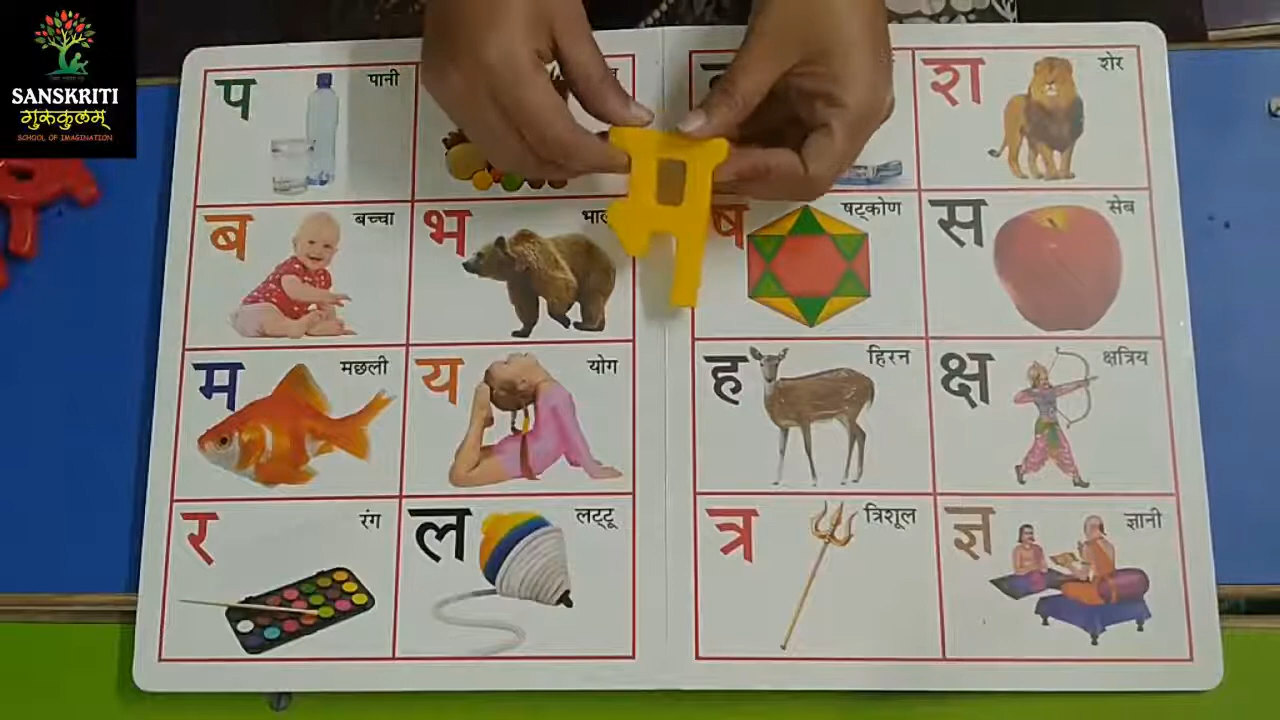 SANSKRITI
गुरुकुलम्
SCHOOL OF IMAGINATION
प पानी
श शेर
ब बच्चा
भ
ष षट्कोण
स सेब
म मछली
य योग
ह हिरन
क्ष क्षत्रिय
र रंग
ल लट्टू
त्र त्रिशूल
ज्ञ ज्ञानी